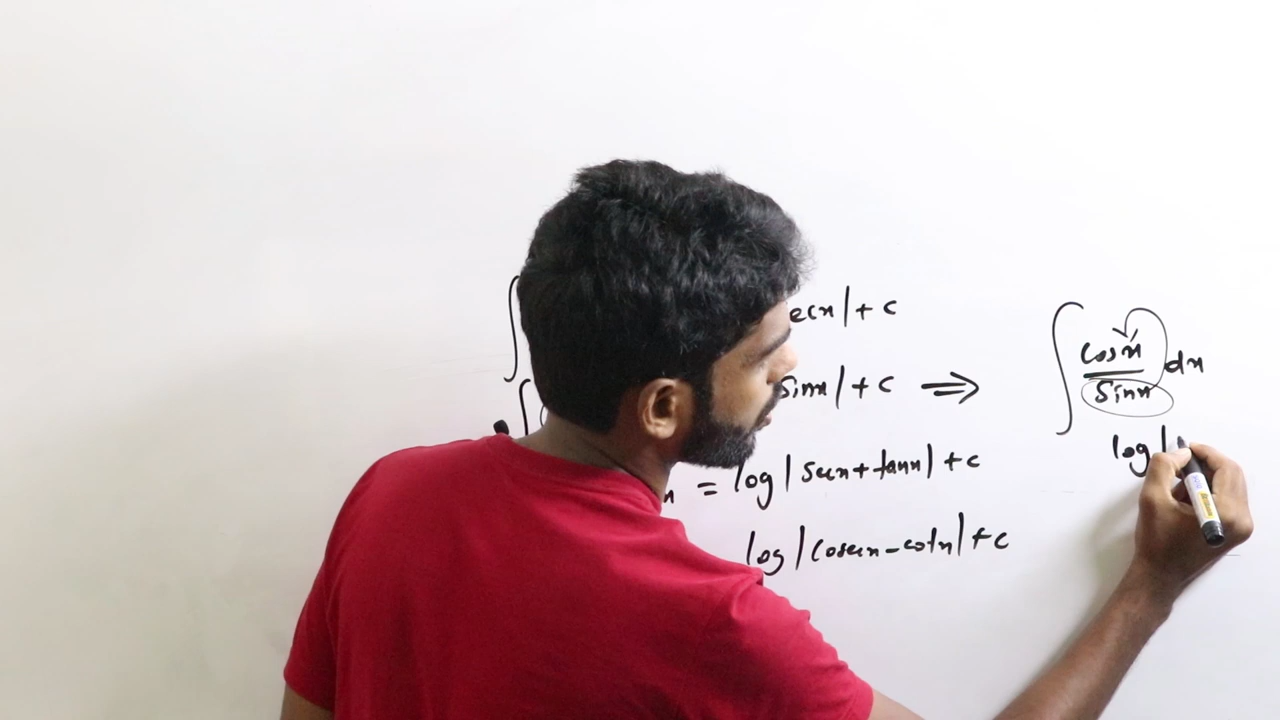 ∫ ecx|+c
∫ sinx|+c ⇒
x = log|secx+tanx|+c
log|cosecx-cotx|+c
∫ cosx/sinx dx
log|